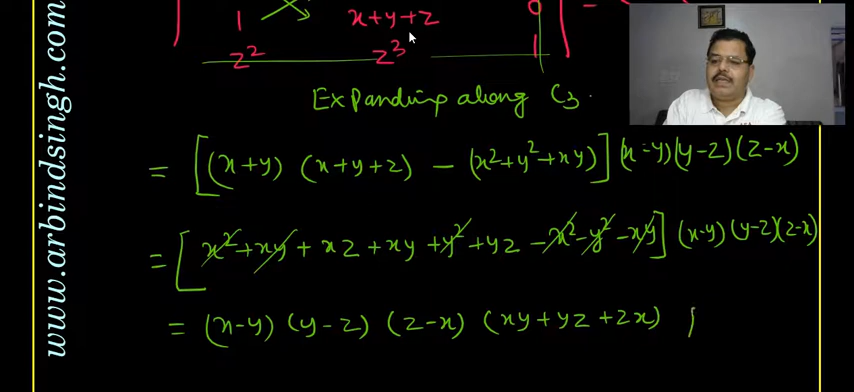 1 x+y+z 0
z² z³ 1
Expanding along C₃.
= [(x+y) (x+y+z) − (x²+y²+xy)] (x−y)(y−z)(z−x)
= [x²+xy+xz+xy+y²+yz−x²−y²−xy] (x−y)(y−z)(z−x)
= (x−y) (y−z) (z−x) (xy+yz+zx)
www.arbindsingh.com